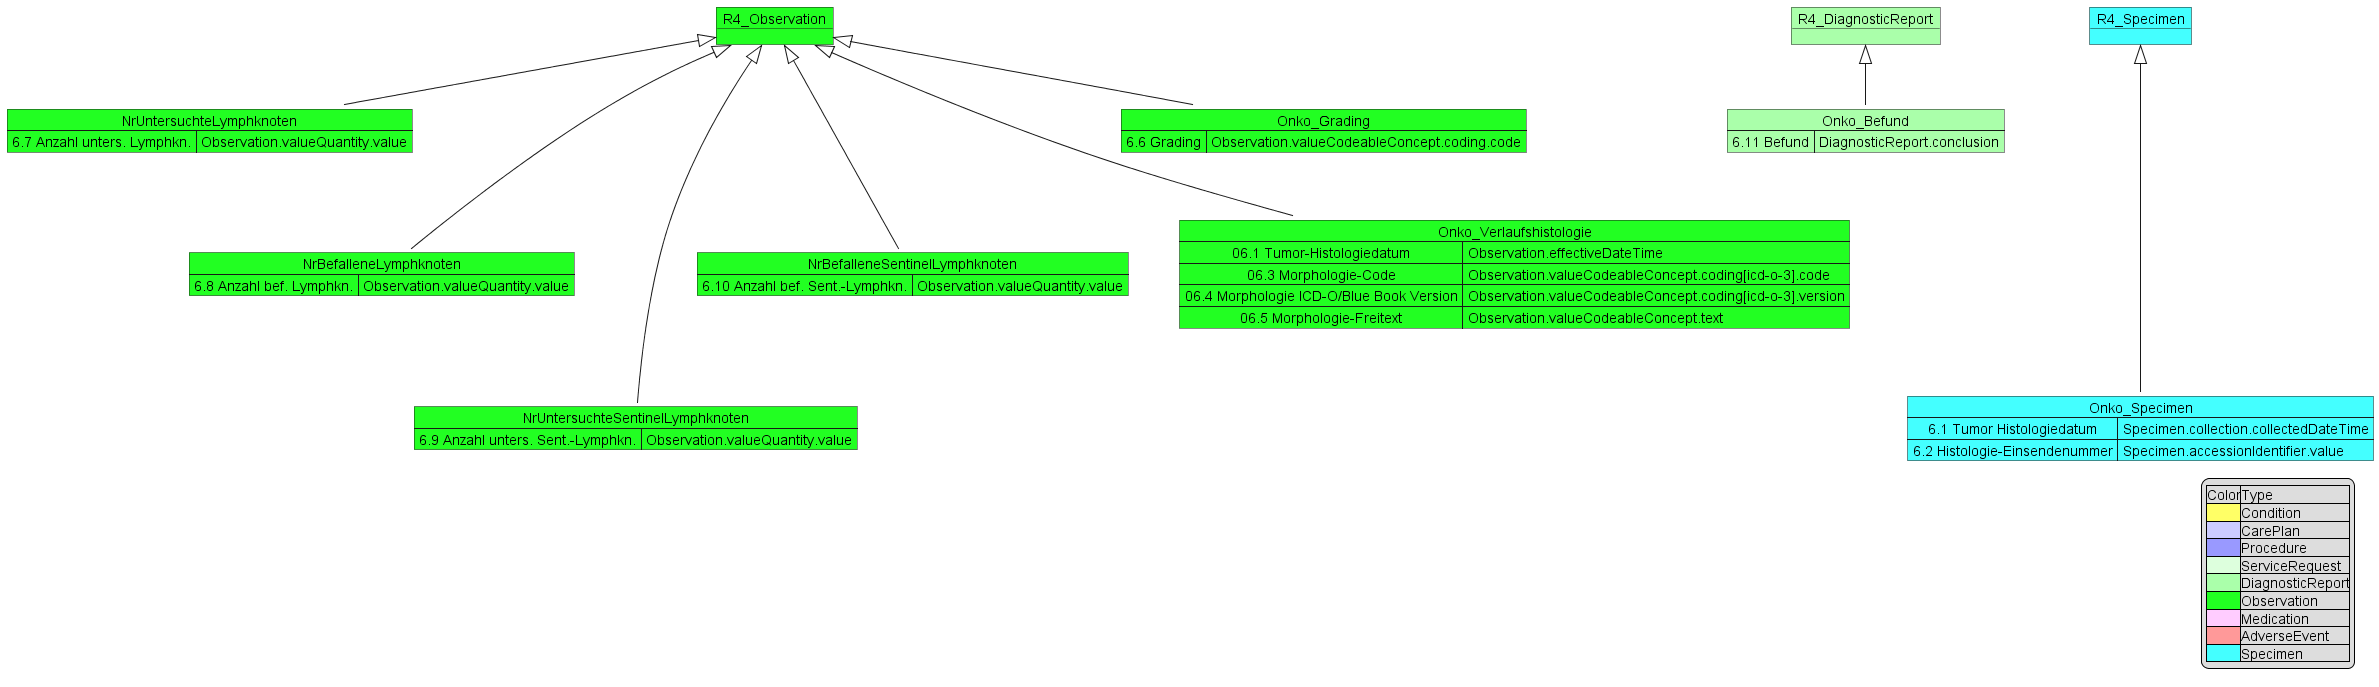 R4_Observation
R4_DiagnosticReport
R4_Specimen
NrUntersuchteLymphknoten
6.7 Anzahl unters. Lymphkn. Observation.valueQuantity.value
Onko_Grading
6.6 Grading Observation.valueCodeableConcept.coding.code
Onko_Befund
6.11 Befund DiagnosticReport.conclusion
NrBefalleneLymphknoten
6.8 Anzahl bef. Lymphkn. Observation.valueQuantity.value
NrBefalleneSentinelLymphknoten
6.10 Anzahl bef. Sent.-Lymphkn. Observation.valueQuantity.value
Onko_Verlaufshistologie
06.1 Tumor-Histologiedatum Observation.effectiveDateTime
06.3 Morphologie-Code Observation.valueCodeableConcept.coding[icd-o-3].code
06.4 Morphologie ICD-O/Blue Book Version Observation.valueCodeableConcept.coding[icd-o-3].version
06.5 Morphologie-Freitext Observation.valueCodeableConcept.text
NrUntersuchteSentinelLymphknoten
6.9 Anzahl unters. Sent.-Lymphkn. Observation.valueQuantity.value
Onko_Specimen
6.1 Tumor Histologiedatum Specimen.collection.collectedDateTime
6.2 Histologie-Einsendenummer Specimen.accessionIdentifier.value
Color Type
Condition
CarePlan
Procedure
ServiceRequest
DiagnosticReport
Observation
Medication
AdverseEvent
Specimen